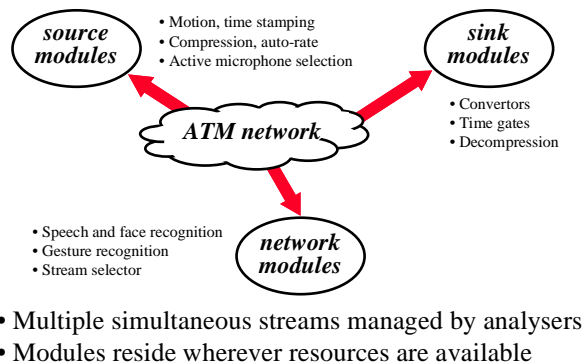 source
modules
• Motion, time stamping
• Compression, auto-rate
• Active microphone selection
sink
modules
• Convertors
• Time gates
• Decompression
ATM network
• Speech and face recognition
• Gesture recognition
• Stream selector
network
modules
• Multiple simultaneous streams managed by analysers
• Modules reside wherever resources are available